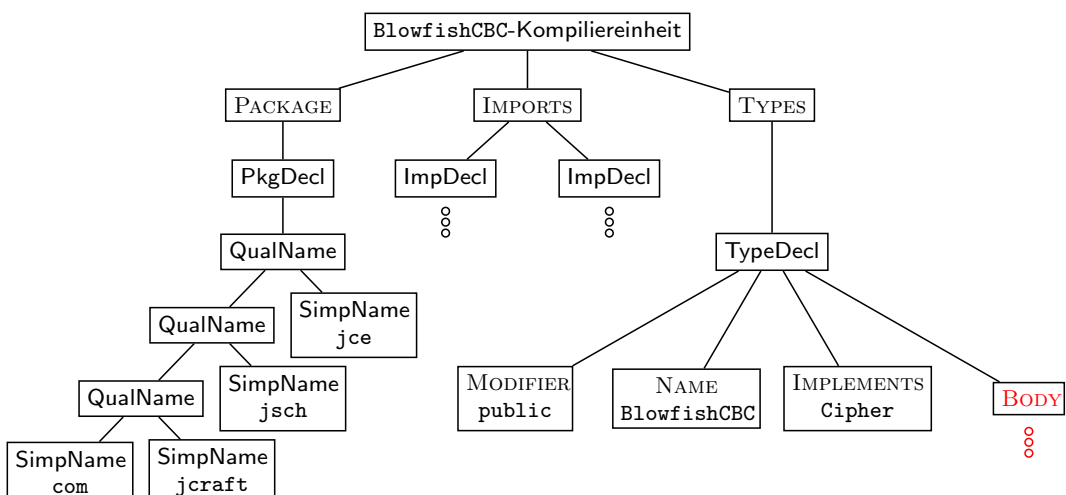 BlowfishCBC-Kompiliereinheit
PACKAGE
IMPORTS
TYPES
PkgDecl
ImpDecl
ImpDecl
QualName
TypeDecl
SimpName
jce
QualName
SimpName
jsch
QualName
MODIFIER
public
NAME
BlowfishCBC
IMPLEMENTS
Cipher
BODY
SimpName
com
SimpName
jcraft